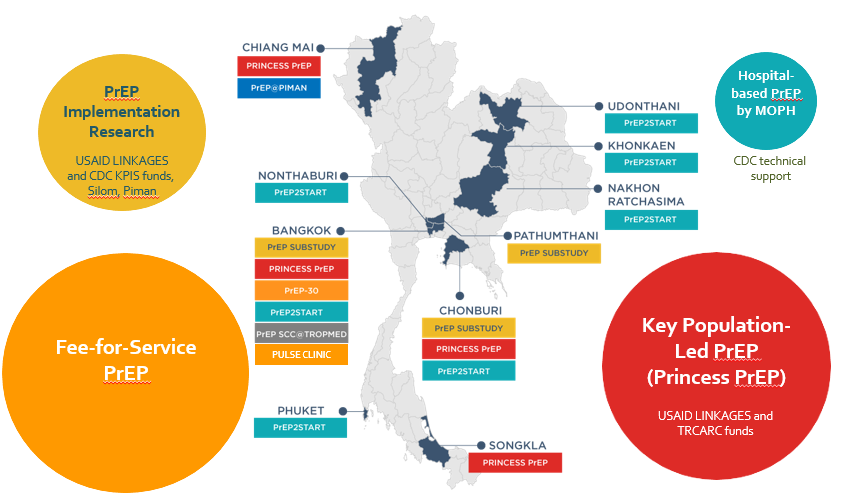 CHIANG MAI
PRINCESS PrEP
PrEP@PIMAN
PrEP
Implementation
Research
USAID LINKAGES
and CDC KPIS funds,
Silom, Piman
Hospital-
based PrEP
by MOPH
CDC technical
support
UDONTHANI
PrEP2START
KHONKAEN
PrEP2START
NAKHON
RATCHASIMA
PrEP2START
NONTHABURI
PrEP2START
BANGKOK
PrEP SUBSTUDY
PRINCESS PrEP
PrEP-30
PrEP2START
PrEP SCC@TROPMED
PULSE CLINIC
PATHUMTHANI
PrEP SUBSTUDY
CHONBURI
PrEP SUBSTUDY
PRINCESS PrEP
PrEP2START
Fee-for-Service
PrEP
Key Population-
Led PrEP
(Princess PrEP)
USAID LINKAGES and
TRCARC funds
PHUKET
PrEP2START
SONGKLA
PRINCESS PrEP